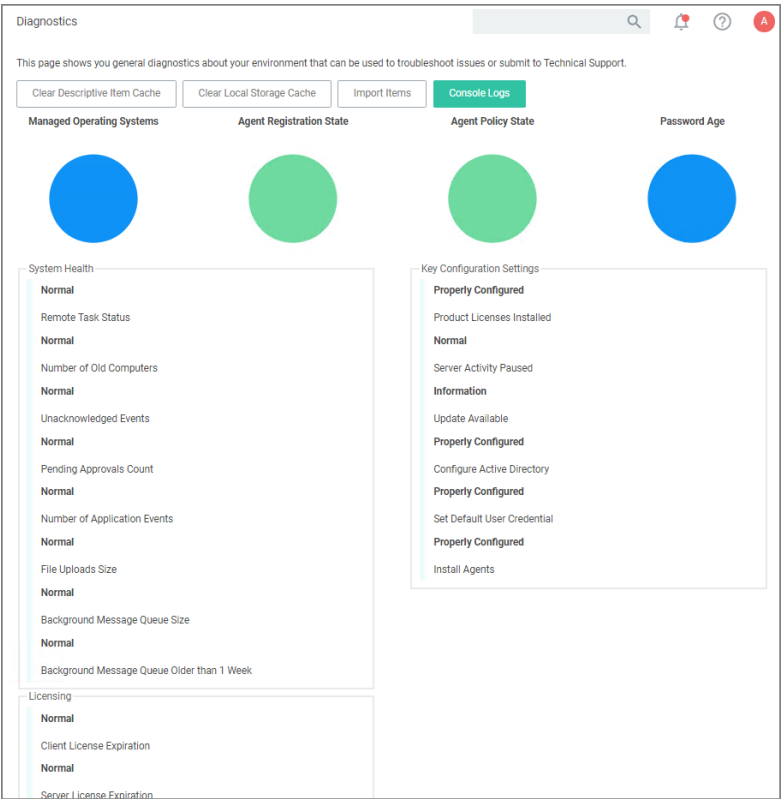 Diagnostics
A
This page shows you general diagnostics about your environment that can be used to troubleshoot issues or submit to Technical Support.
Clear Descriptive Item Cache
Clear Local Storage Cache
Import Items
Console Logs
Managed Operating Systems
Agent Registration State
Agent Policy State
Password Age
System Health
Normal
Remote Task Status
Normal
Number of Old Computers
Normal
Unacknowledged Events
Normal
Pending Approvals Count
Normal
Number of Application Events
Normal
File Uploads Size
Normal
Background Message Queue Size
Normal
Background Message Queue Older than 1 Week
Licensing
Normal
Client License Expiration
Normal
Server License Expiration
Key Configuration Settings
Properly Configured
Product Licenses Installed
Normal
Server Activity Paused
Information
Update Available
Properly Configured
Configure Active Directory
Properly Configured
Set Default User Credential
Properly Configured
Install Agents